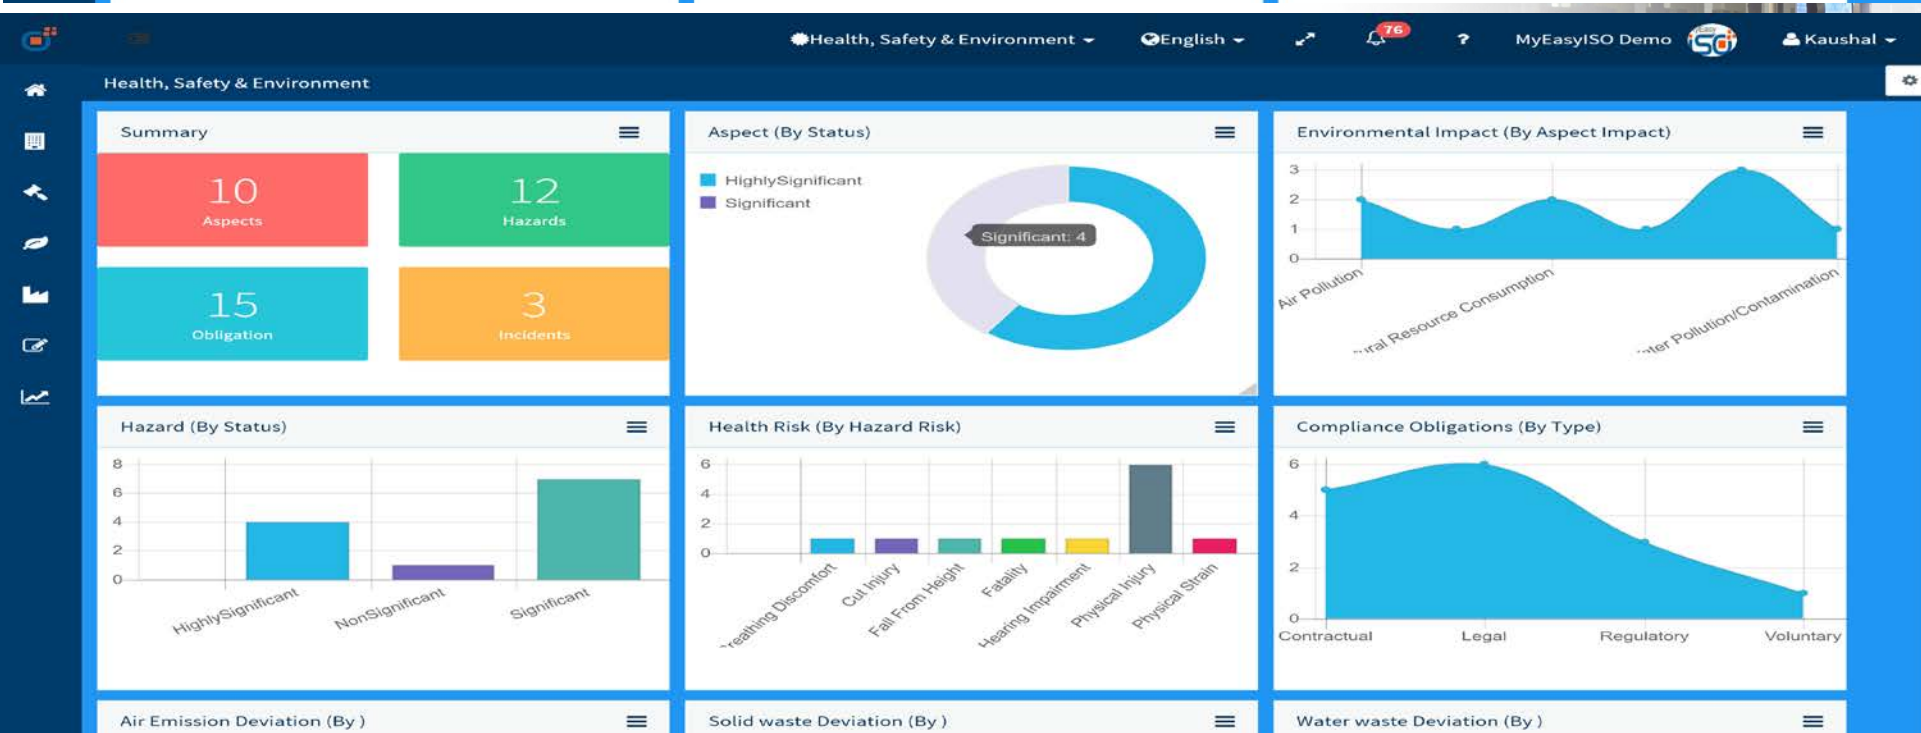 Health, Safety & Environment
English
76
?
MyEasyISO Demo
Kaushal
Health, Safety & Environment
Summary
10
Aspects
12
Hazards
15
Obligation
3
Incidents
Aspect (By Status)
HighlySignificant
Significant
Significant: 4
Environmental Impact (By Aspect Impact)
3
2
1
0
Air Pollution
Resource Consumption
Pollution/Contamination
Hazard (By Status)
8
6
4
2
0
HighlySignificant
NonSignificant
Significant
Health Risk (By Hazard Risk)
6
4
2
0
Discomfort
Cut Injury
Fall From Height
Fatality
Hearing Impairment
Physical Injury
Physical Strain
Compliance Obligations (By Type)
6
4
2
0
Contractual
Legal
Regulatory
Voluntary
Air Emission Deviation (By )
Solid waste Deviation (By )
Water waste Deviation (By )